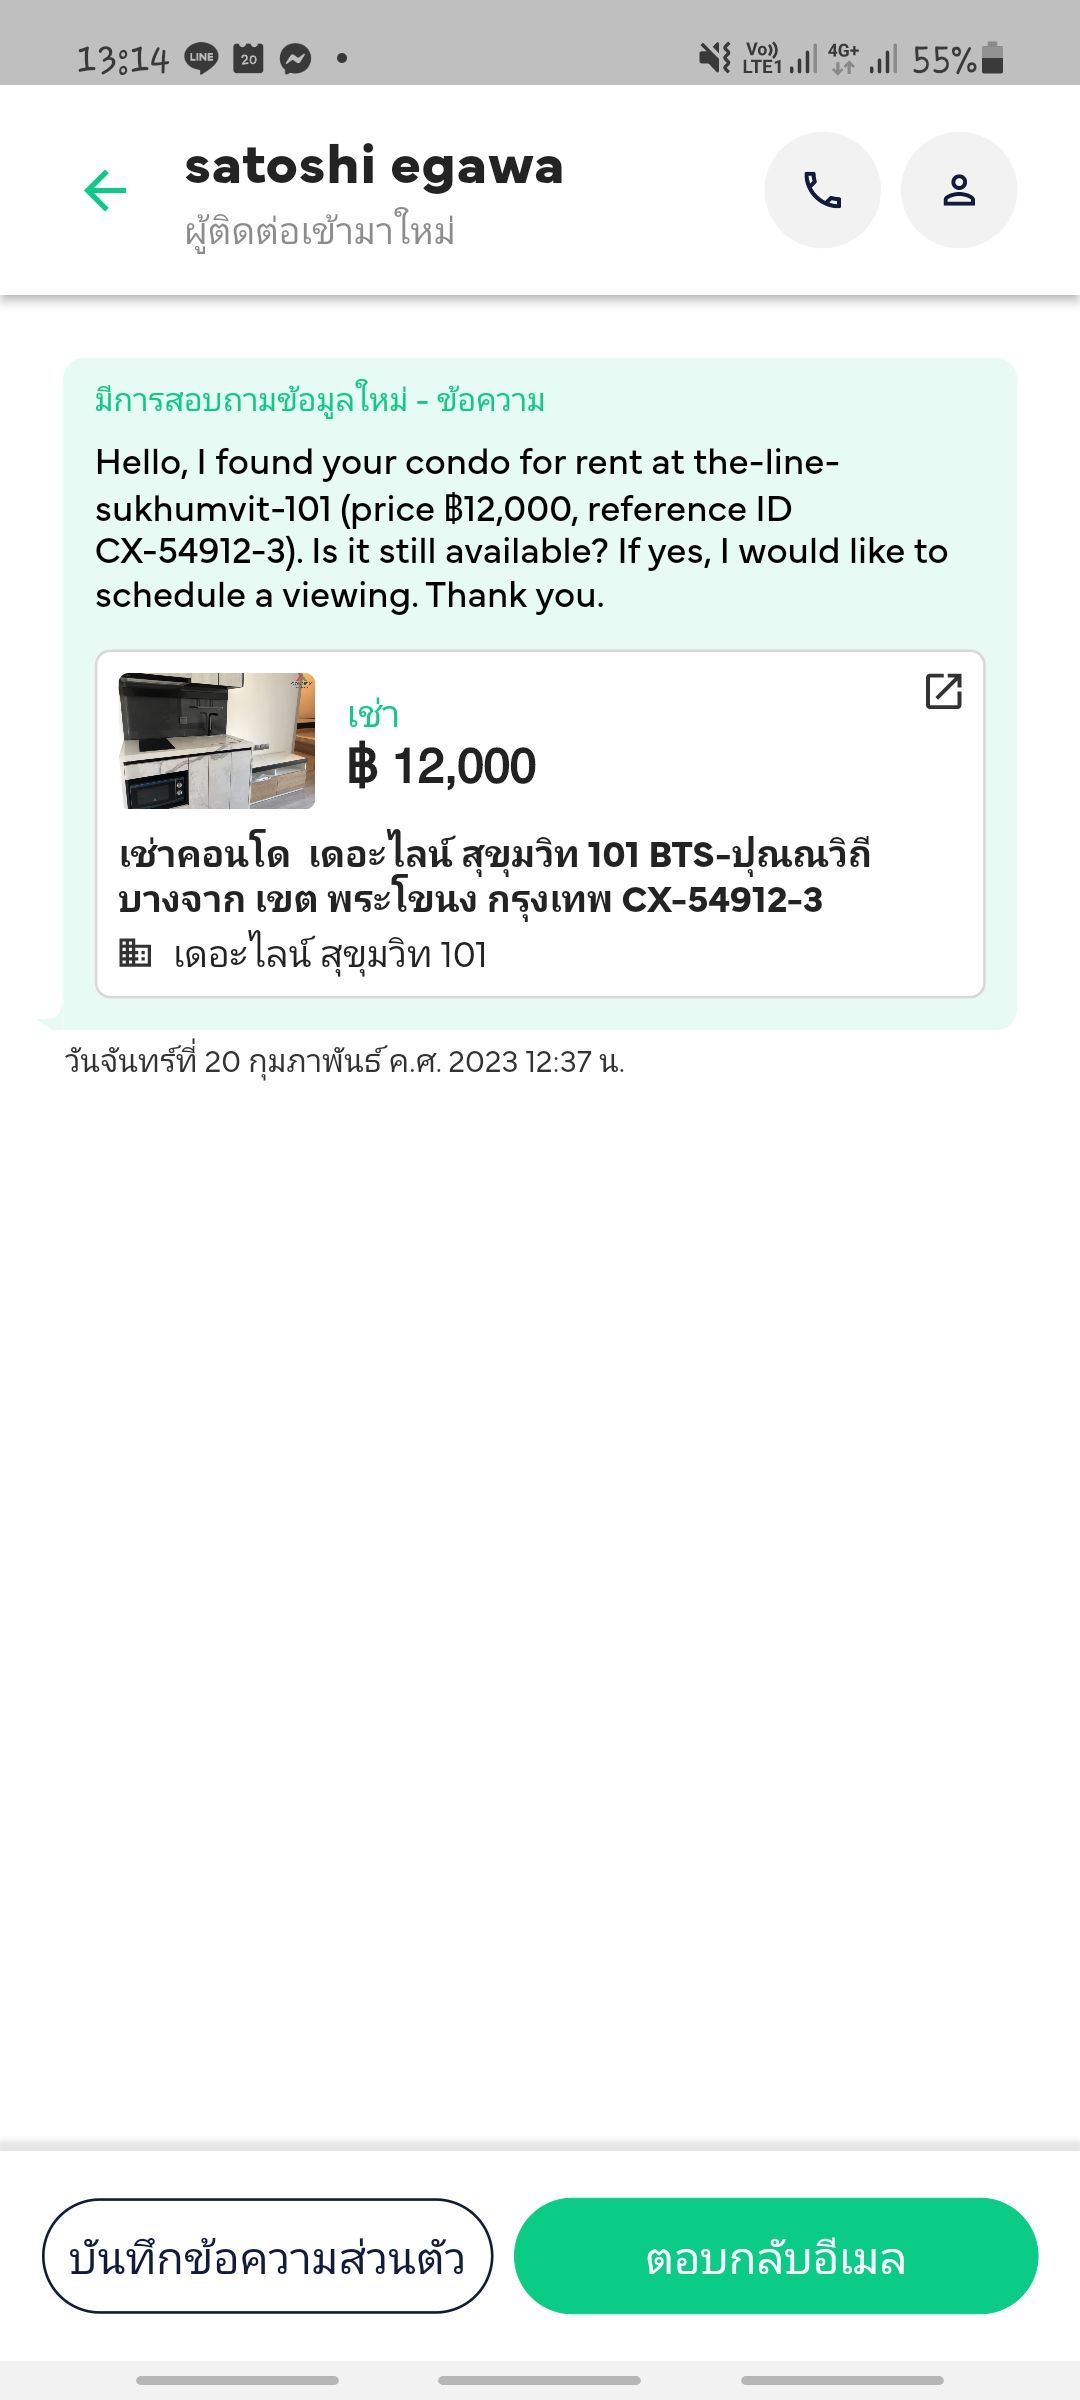 13:14 LINE 20 Vo)) LTE1 4G+ 55%
satoshi egawa
ผู้ติดต่อเข้ามาใหม่
มีการสอบถามข้อมูลใหม่ - ข้อความ
Hello, I found your condo for rent at the-line-
sukhumvit-101 (price ฿12,000, reference ID
CX-54912-3). Is it still available? If yes, I would like to
schedule a viewing. Thank you.
เช่า
฿ 12,000
เช่าคอนโด  เดอะไลน์ สุขุมวิท 101 BTS-ปุณณวิถี
บางจาก เขต พระโขนง กรุงเทพ CX-54912-3
เดอะไลน์ สุขุมวิท 101
วันจันทร์ที่ 20 กุมภาพันธ์ ค.ศ. 2023 12:37 น.
บันทึกข้อความส่วนตัว
ตอบกลับอีเมล